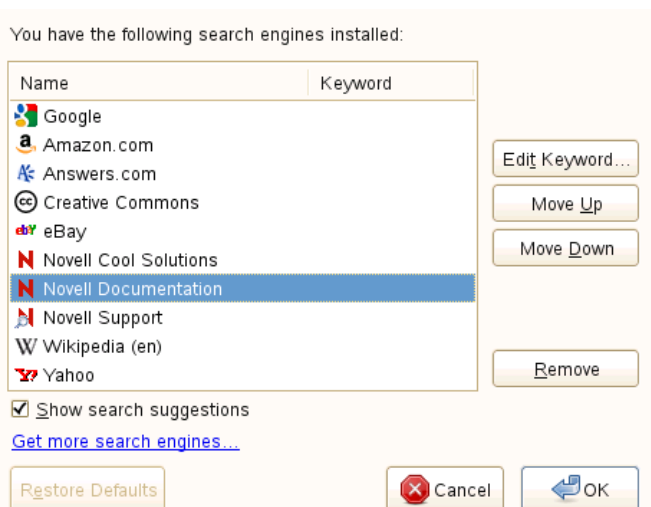 You have the following search engines installed:
Name Keyword
Google
Amazon.com
Answers.com
Creative Commons
eBay
Novell Cool Solutions
Novell Documentation
Novell Support
Wikipedia (en)
Yahoo
Edit Keyword...
Move Up
Move Down
Remove
Show search suggestions
Get more search engines...
Restore Defaults Cancel OK